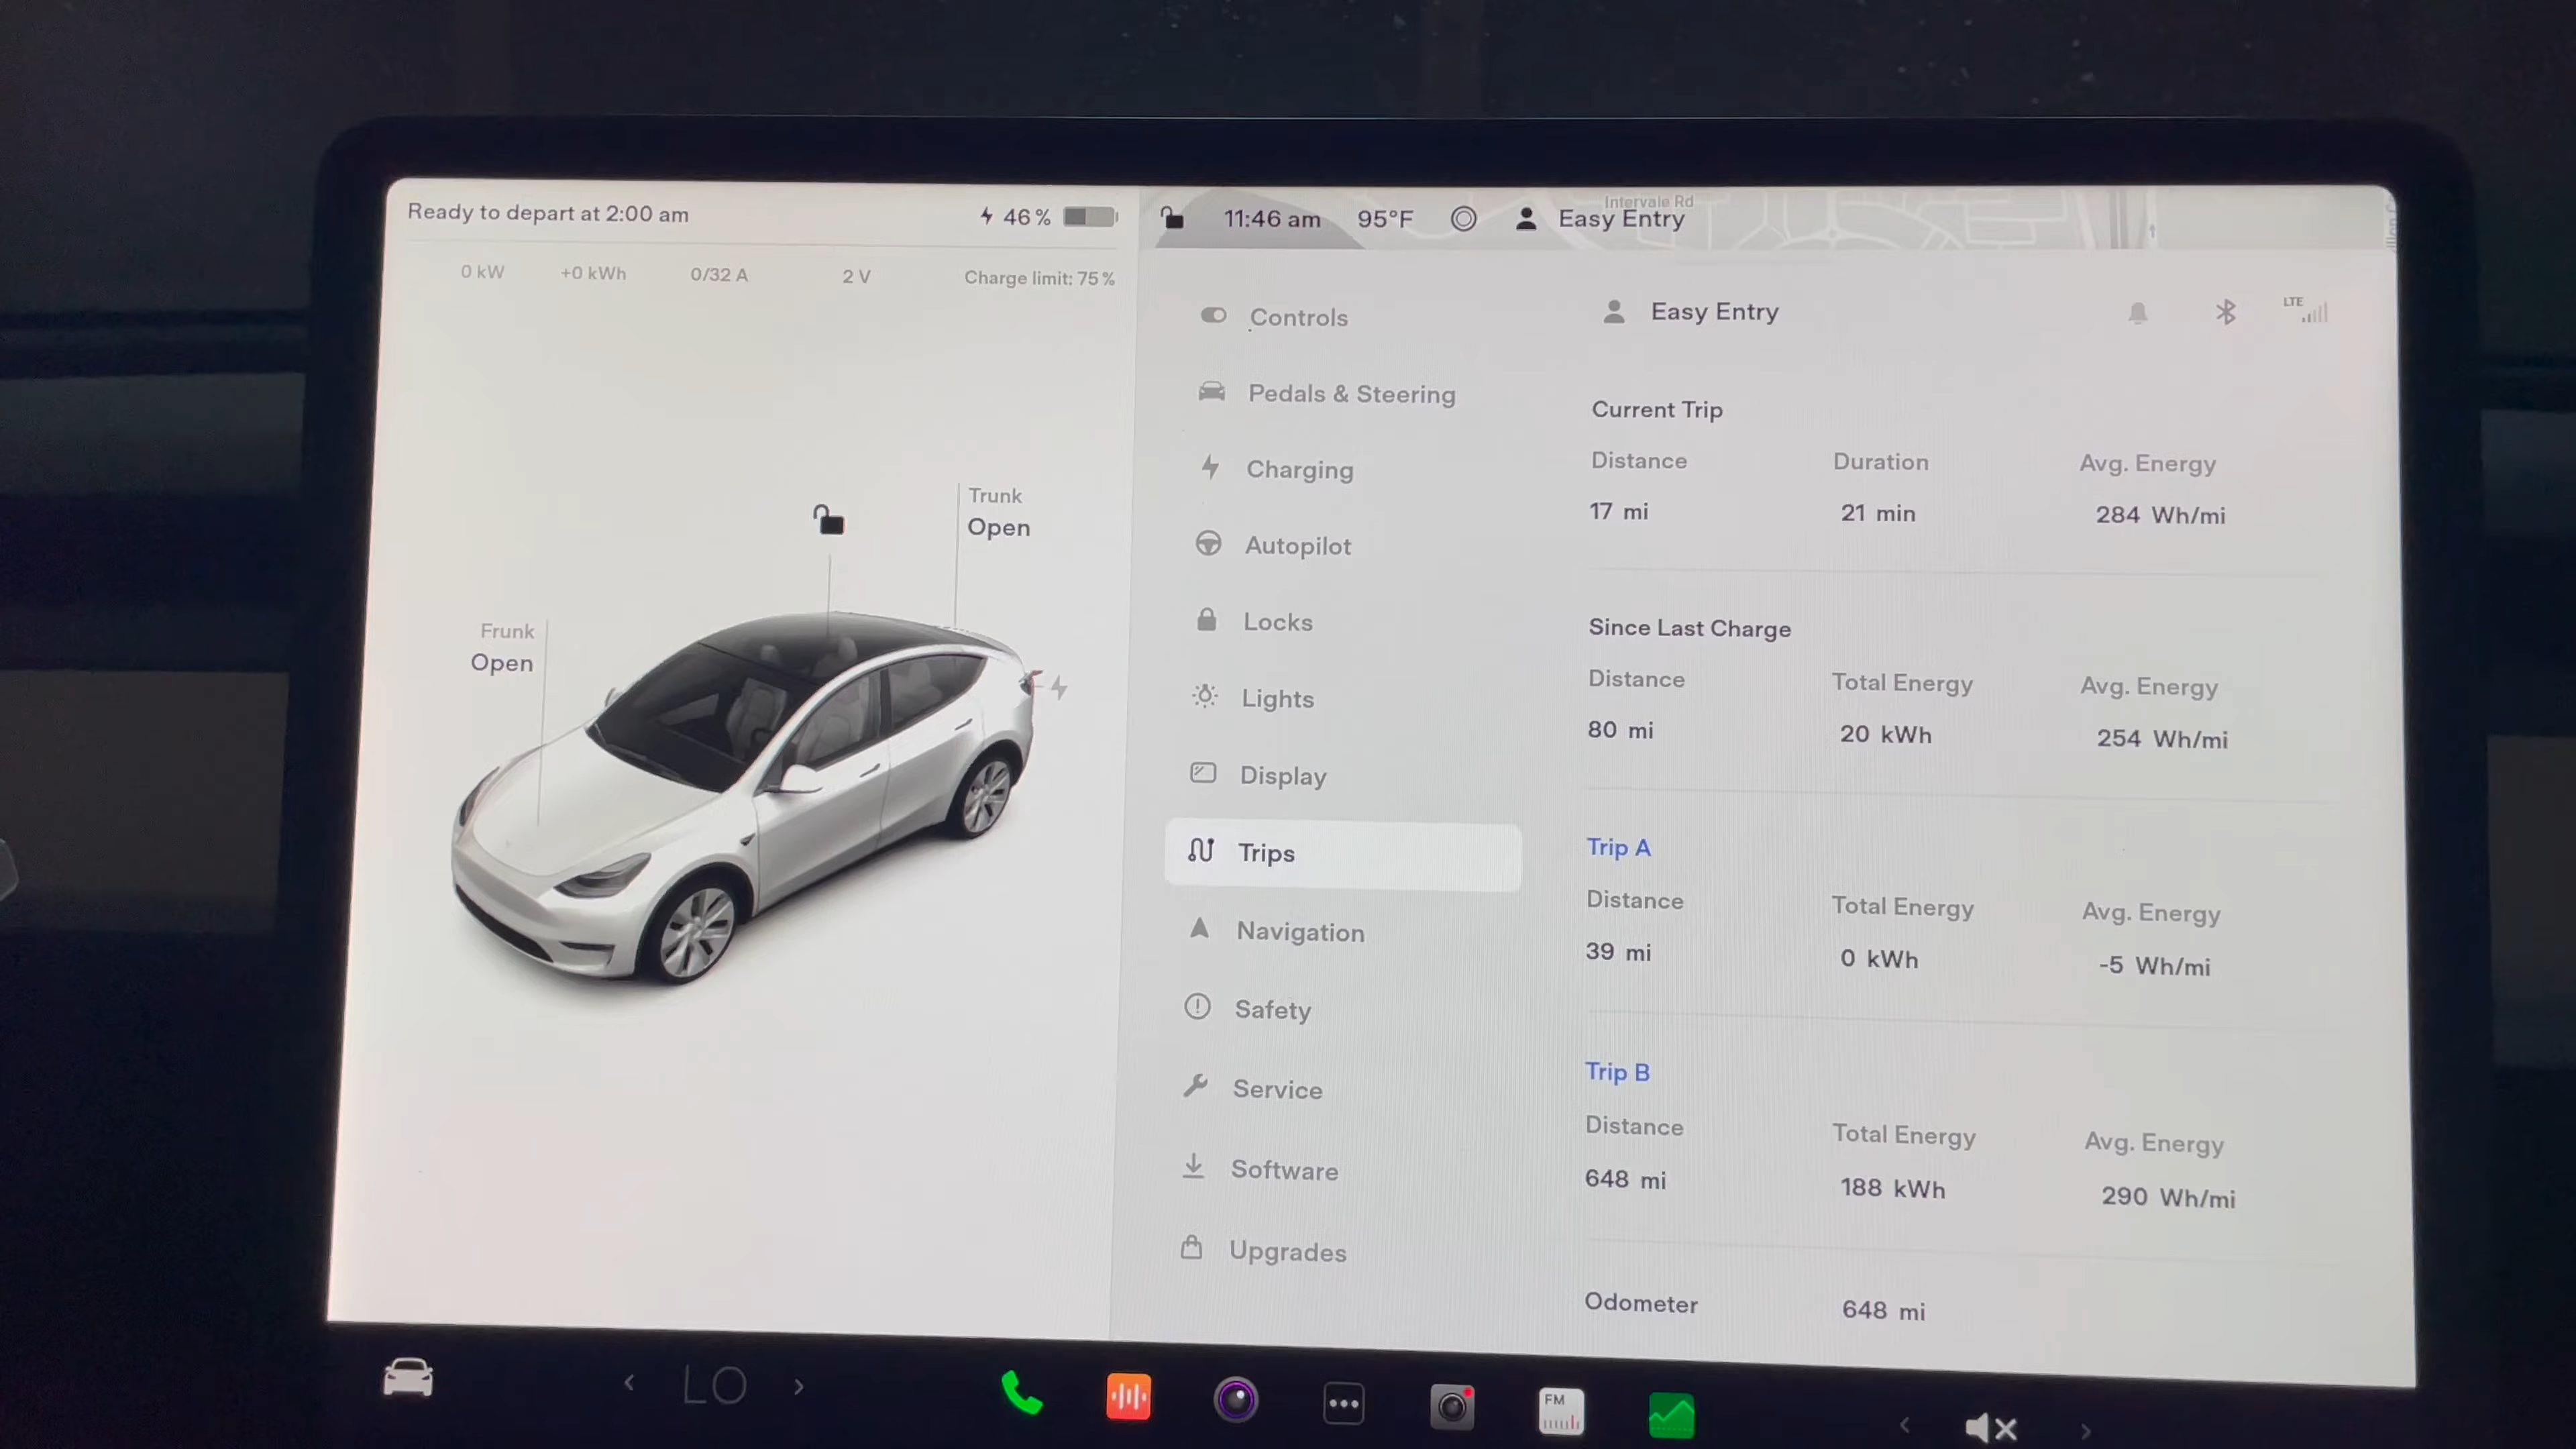 Ready to depart at 2:00 am
46%
0 kW +0 kWh 0/32 A 2 V Charge limit: 75%
Trunk
Open
Frunk
Open
11:46 am 95°F Easy Entry
Intervale Rd
Controls
Pedals & Steering
Charging
Autopilot
Locks
Lights
Display
Trips
Navigation
Safety
Service
Software
Upgrades
Easy Entry
LTE
Current Trip
Distance Duration Avg. Energy
17 mi 21 min 284 Wh/mi
Since Last Charge
Distance Total Energy Avg. Energy
80 mi 20 kWh 254 Wh/mi
Trip A
Distance Total Energy Avg. Energy
39 mi 0 kWh -5 Wh/mi
Trip B
Distance Total Energy Avg. Energy
648 mi 188 kWh 290 Wh/mi
Odometer 648 mi
LO
FM